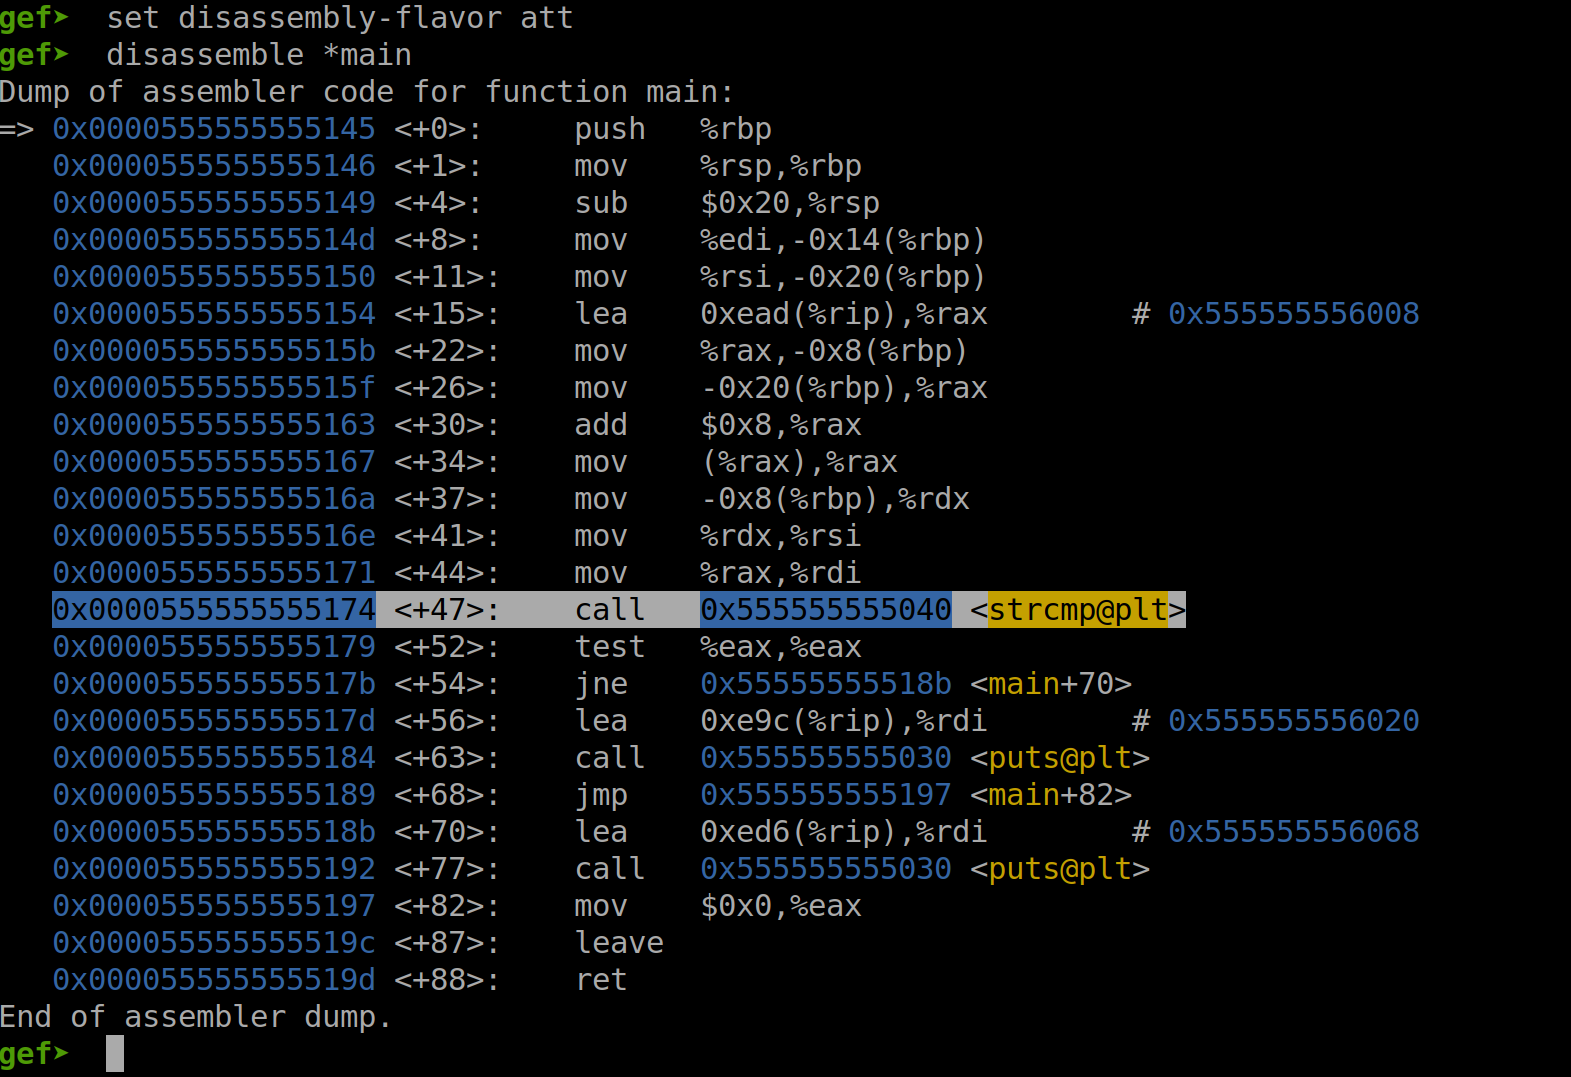 gef➤  set disassembly-flavor att
gef➤  disassemble *main
Dump of assembler code for function main:
=> 0x0000555555555145 <+0>:     push   %rbp
   0x0000555555555146 <+1>:     mov    %rsp,%rbp
   0x0000555555555149 <+4>:     sub    $0x20,%rsp
   0x000055555555514d <+8>:     mov    %edi,-0x14(%rbp)
   0x0000555555555150 <+11>:    mov    %rsi,-0x20(%rbp)
   0x0000555555555154 <+15>:    lea    0xead(%rip),%rax        # 0x555555556008
   0x000055555555515b <+22>:    mov    %rax,-0x8(%rbp)
   0x000055555555515f <+26>:    mov    -0x20(%rbp),%rax
   0x0000555555555163 <+30>:    add    $0x8,%rax
   0x0000555555555167 <+34>:    mov    (%rax),%rax
   0x000055555555516a <+37>:    mov    -0x8(%rbp),%rdx
   0x000055555555516e <+41>:    mov    %rdx,%rsi
   0x0000555555555171 <+44>:    mov    %rax,%rdi
   0x0000555555555174 <+47>:    call   0x555555555040 <strcmp@plt>
   0x0000555555555179 <+52>:    test   %eax,%eax
   0x000055555555517b <+54>:    jne    0x55555555518b <main+70>
   0x000055555555517d <+56>:    lea    0xe9c(%rip),%rdi        # 0x555555556020
   0x0000555555555184 <+63>:    call   0x555555555030 <puts@plt>
   0x0000555555555189 <+68>:    jmp    0x555555555197 <main+82>
   0x000055555555518b <+70>:    lea    0xed6(%rip),%rdi        # 0x555555556068
   0x0000555555555192 <+77>:    call   0x555555555030 <puts@plt>
   0x0000555555555197 <+82>:    mov    $0x0,%eax
   0x000055555555519c <+87>:    leave
   0x000055555555519d <+88>:    ret
End of assembler dump.
gef➤